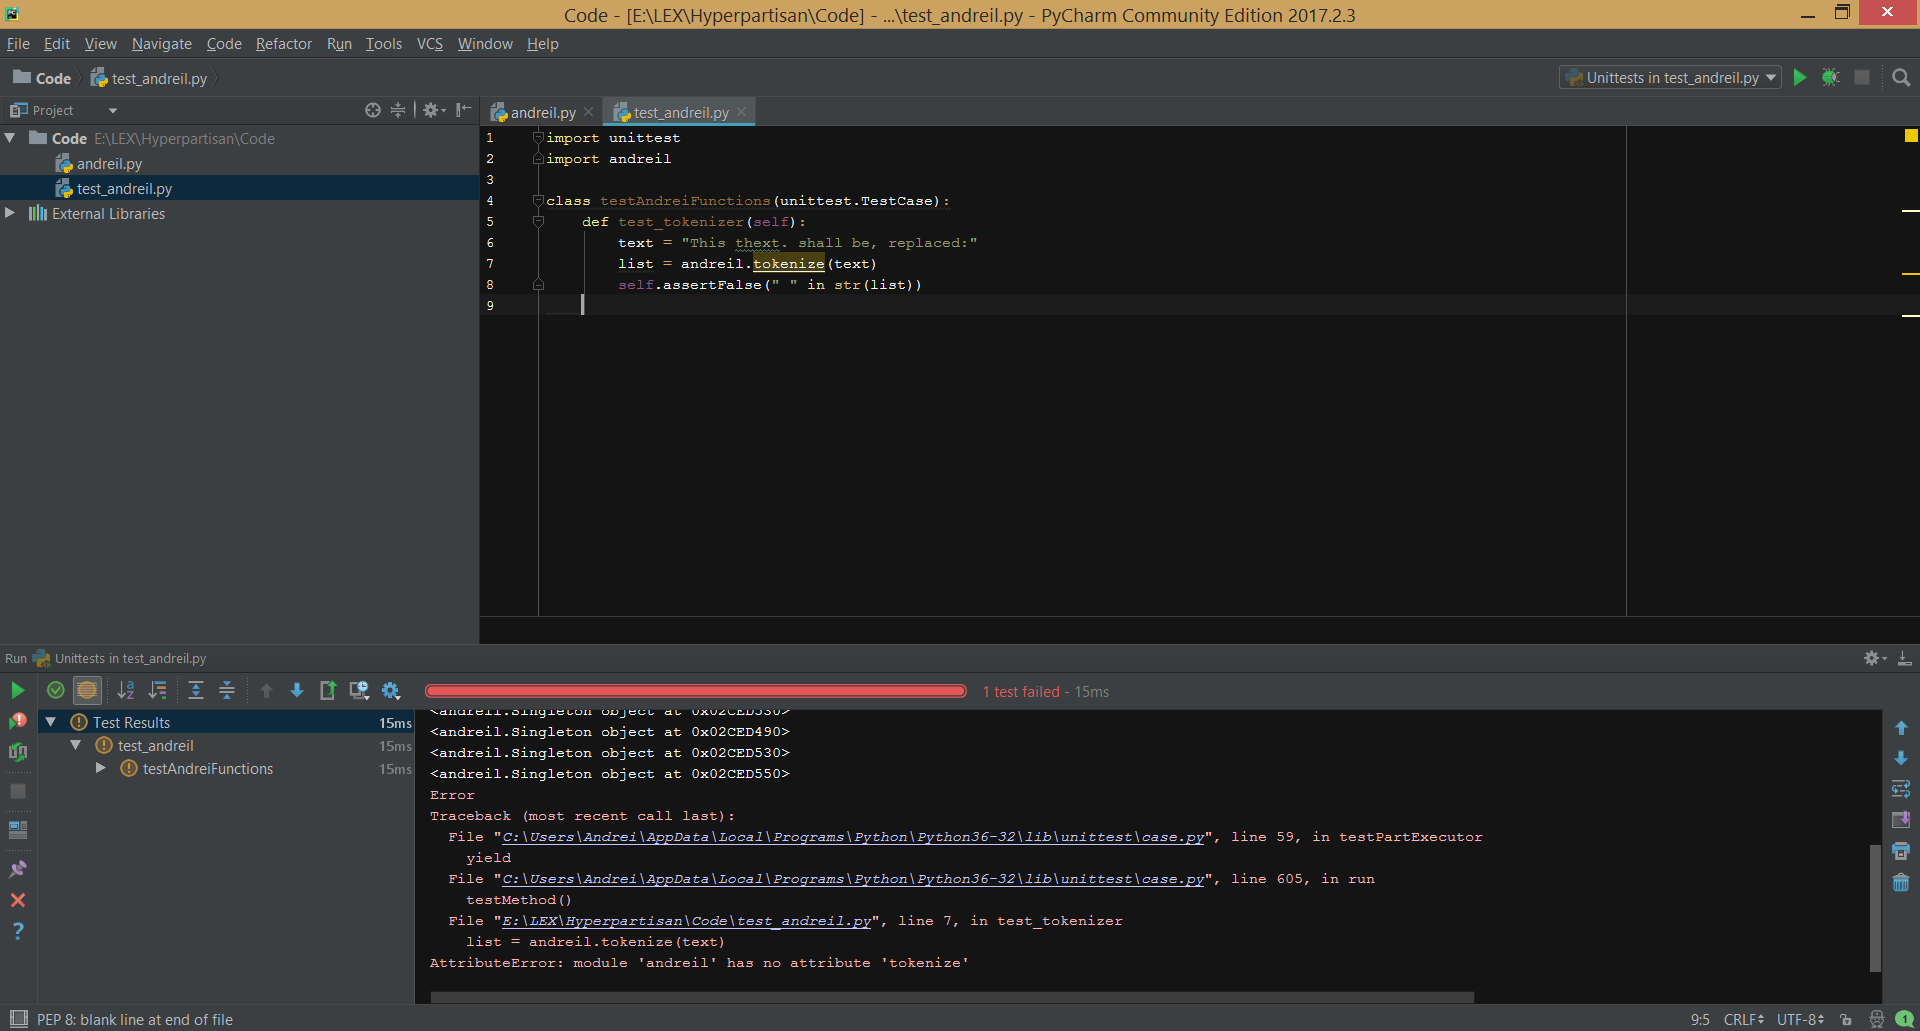 Code - [E:\LEX\Hyperpartisan\Code] - ...\test_andreil.py - PyCharm Community Edition 2017.2.3
File Edit View Navigate Code Refactor Run Tools VCS Window Help
Code test_andreil.py
Unittests in test_andreil.py
Project
andreil.py test_andreil.py
Code E:\LEX\Hyperpartisan\Code
andreil.py
test_andreil.py
External Libraries
1 import unittest
2 import andreil
3
4 class testAndreiFunctions(unittest.TestCase):
5 def test_tokenizer(self):
6 text = "This thext. shall be, replaced:"
7 list = andreil.tokenize(text)
8 self.assertFalse(" " in str(list))
9
Run Unittests in test_andreil.py
1 test failed - 15ms
Test Results 15ms
test_andreil 15ms
testAndreiFunctions 15ms
<andreil.Singleton object at 0x02CED530>
<andreil.Singleton object at 0x02CED490>
<andreil.Singleton object at 0x02CED530>
<andreil.Singleton object at 0x02CED550>
Error
Traceback (most recent call last):
File "C:\Users\Andrei\AppData\Local\Programs\Python\Python36-32\lib\unittest\case.py", line 59, in testPartExecutor
yield
File "C:\Users\Andrei\AppData\Local\Programs\Python\Python36-32\lib\unittest\case.py", line 605, in run
testMethod()
File "E:\LEX\Hyperpartisan\Code\test_andreil.py", line 7, in test_tokenizer
list = andreil.tokenize(text)
AttributeError: module 'andreil' has no attribute 'tokenize'
PEP 8: blank line at end of file
9:5 CRLF UTF-8 1